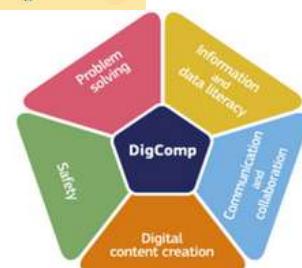 Problem
solving
Information
and
data literacy
DigComp
Safety
Communication
and
collaboration
Digital
content creation